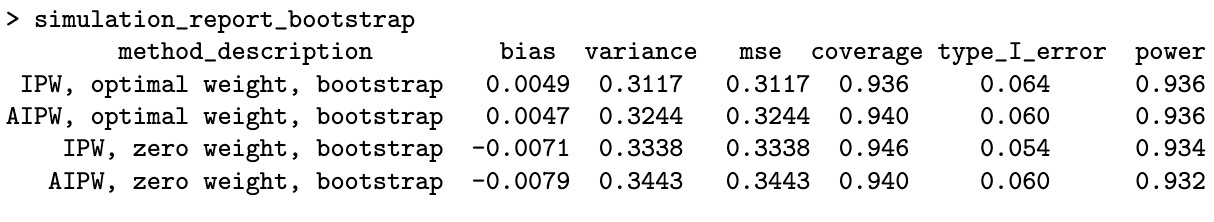 > simulation_report_bootstrap
method_description bias variance mse coverage type_I_error power
IPW, optimal weight, bootstrap 0.0049 0.3117 0.3117 0.936 0.064 0.936
AIPW, optimal weight, bootstrap 0.0047 0.3244 0.3244 0.940 0.060 0.936
IPW, zero weight, bootstrap -0.0071 0.3338 0.3338 0.946 0.054 0.934
AIPW, zero weight, bootstrap -0.0079 0.3443 0.3443 0.940 0.060 0.932